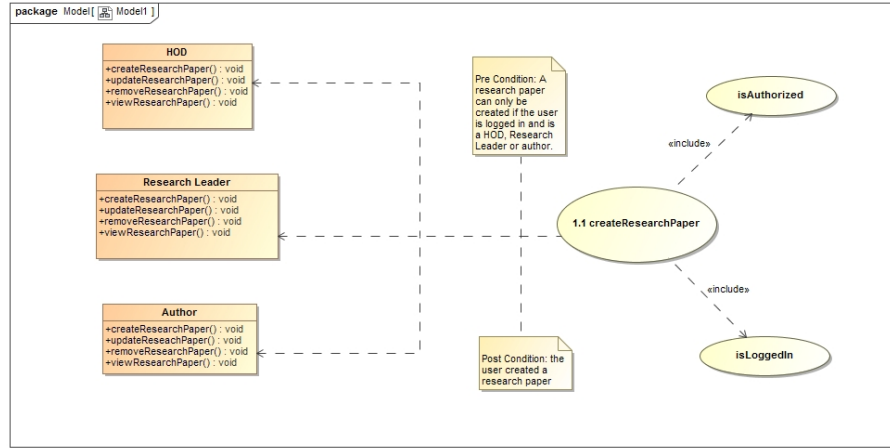 package Model [ Model1 ]
HOD
+createResearchPaper() : void
+updateResearchPaper() : void
+removeResearchPaper() : void
+viewResearchPaper() : void
Research Leader
+createResearchPaper() : void
+updateResearchPaper() : void
+removeResearchPaper() : void
+viewResearchPaper() : void
Author
+createResearchPaper() : void
+updateReseachPaper() : void
+removeResearchPaper() : void
+viewResearchPaper() : void
Pre Condition: A
research paper
can only be
created if the user
is logged in and is
a HOD, Research
Leader or author.
Post Condition: the
user created a
research paper
isAuthorized
«include»
1.1 createResearchPaper
«include»
isLoggedIn